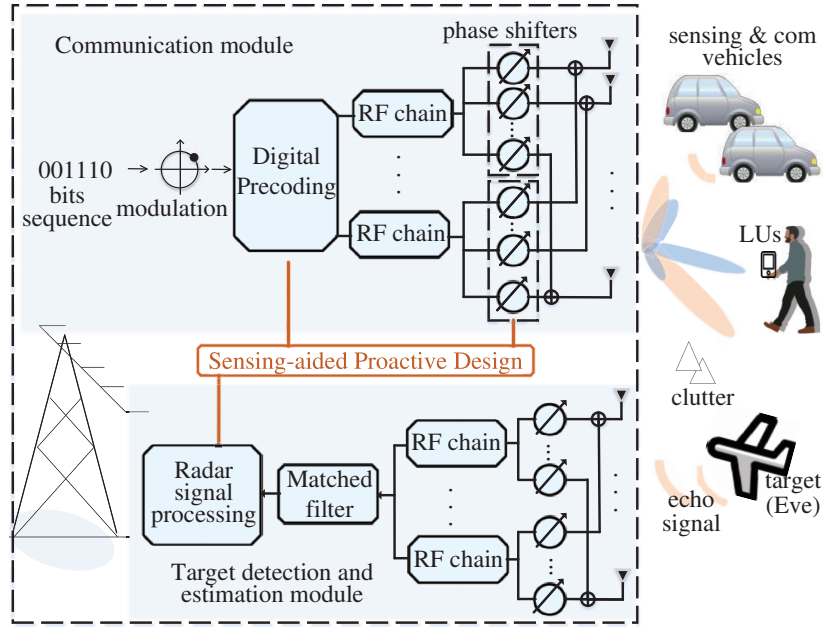 Communication module
phase shifters
sensing & com
vehicles
RF chain
001110
bits
sequence
modulation
Digital
Precoding
RF chain
LUs
Sensing-aided Proactive Design
clutter
Radar
signal
processing
Matched
filter
RF chain
RF chain
echo
signal
target
(Eve)
Target detection and
estimation module